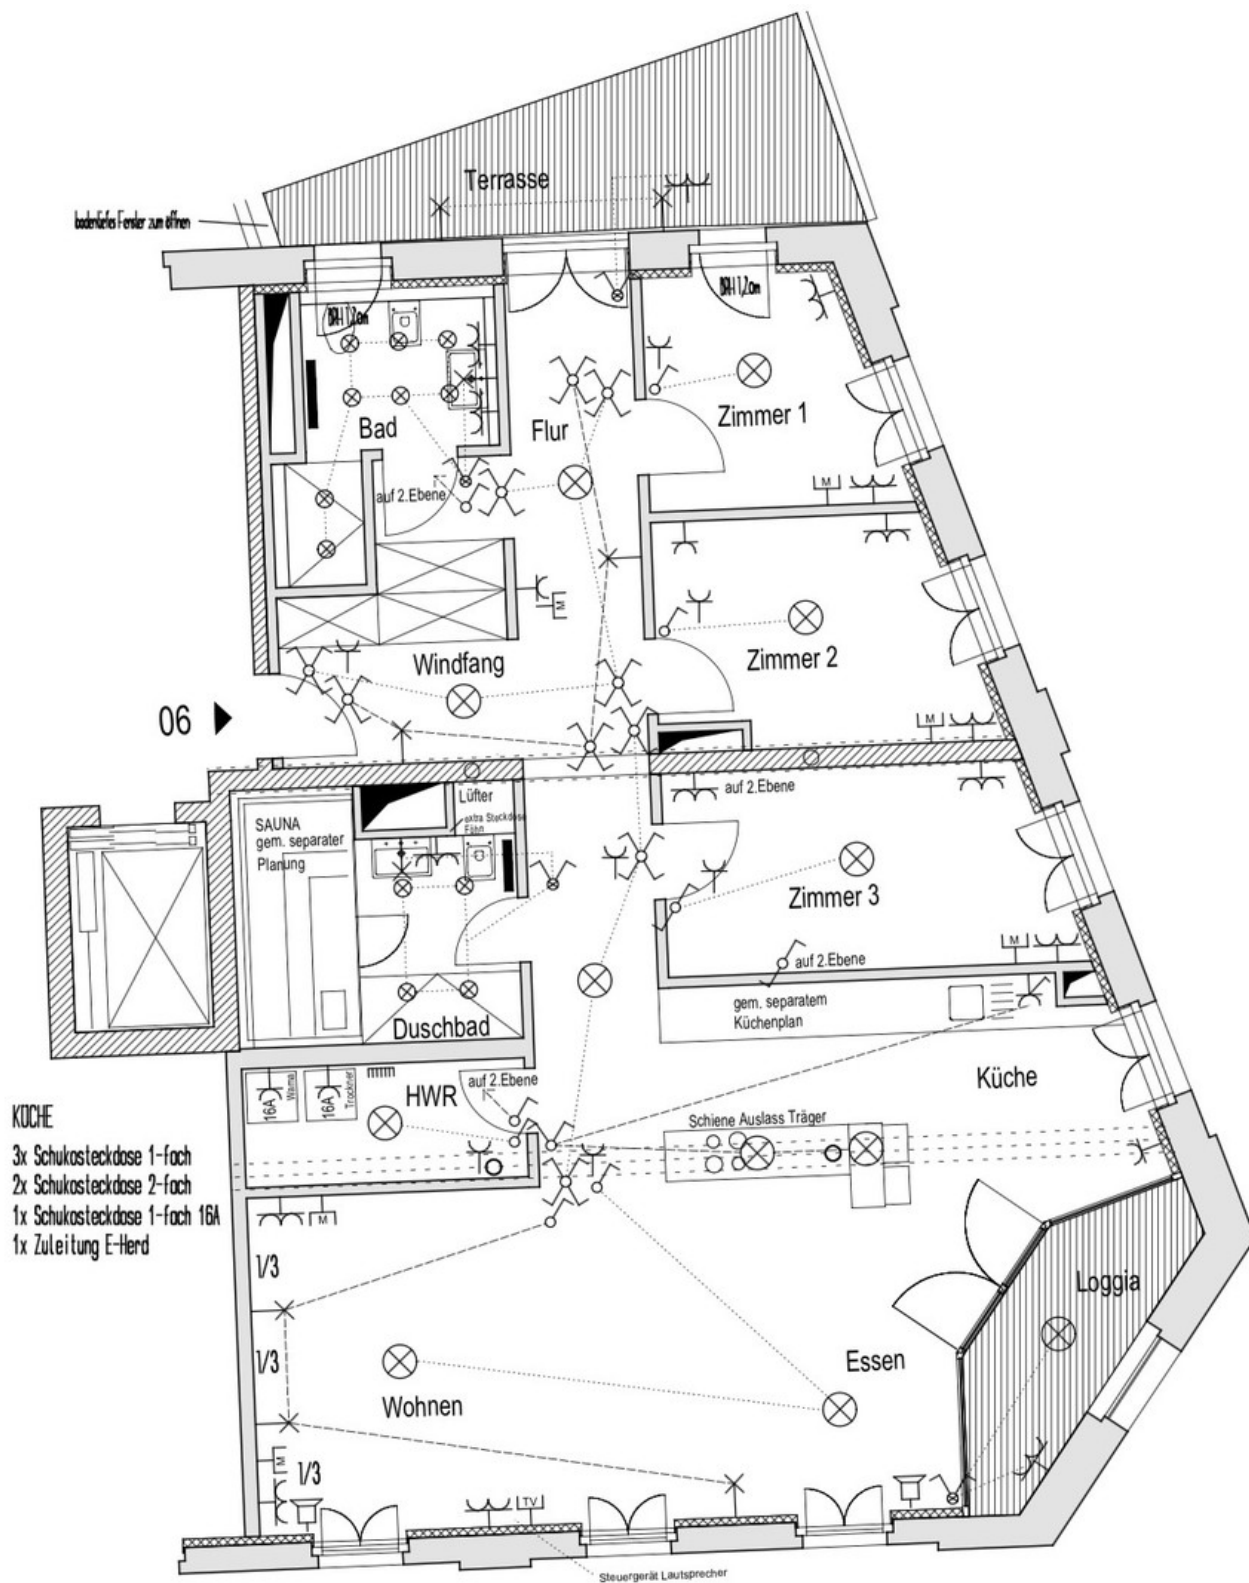 Terrasse
bodentiefes Fenster zum öffnen
BRH 1,2cm
BRH 1,2cm
Bad
Flur
Zimmer 1
auf 2.Ebene
M
M
Windfang
Zimmer 2
06
M
SAUNA
gem. separater
Planung
Lüfter
extra Steckdose
Föhn
auf 2.Ebene
Zimmer 3
auf 2.Ebene
M
gem. separatem
Küchenplan
Duschbad
16A
Wama
16A
Trockner
HWR
auf 2.Ebene
Küche
Schiene Auslass Träger
KÜCHE
3x Schukosteckdose 1-fach
2x Schukosteckdose 2-fach
1x Schukosteckdose 1-fach 16A
1x Zuleitung E-Herd
M
1/3
1/3
Loggia
Essen
Wohnen
M
1/3
TV
Steuergerät Lautsprecher